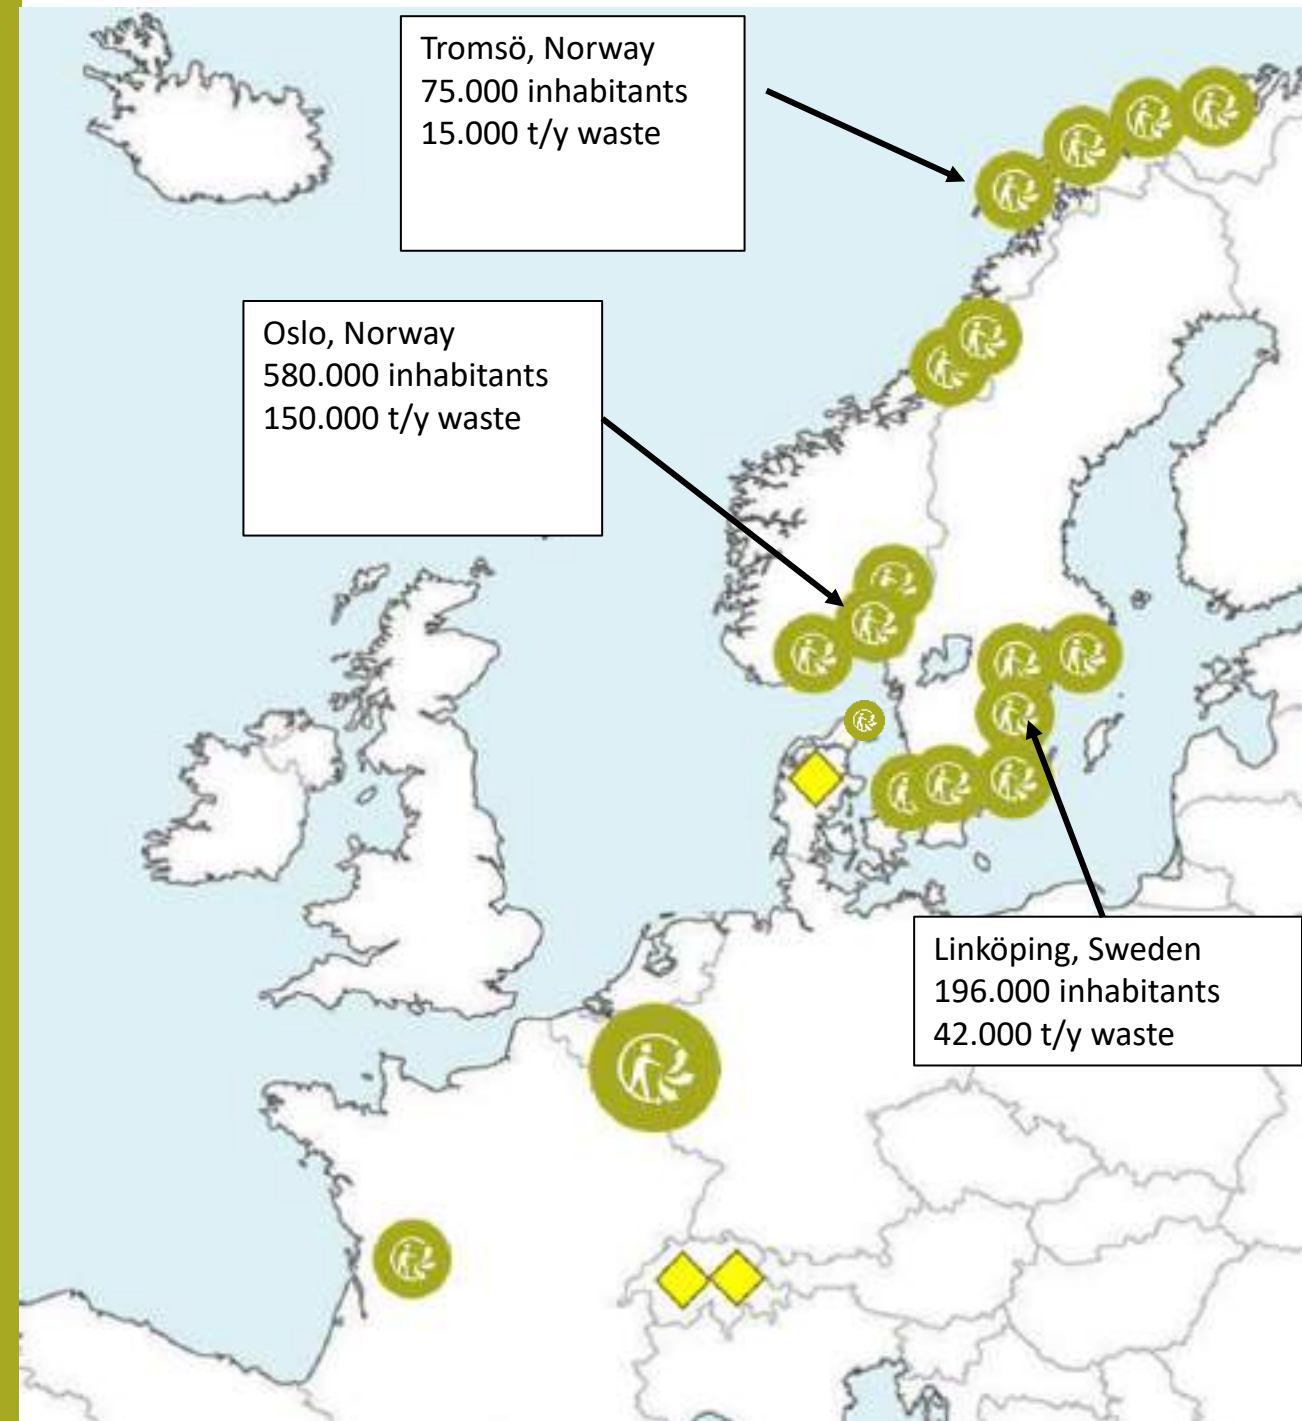 Tromsö, Norway
75.000 inhabitants
15.000 t/y waste
Oslo, Norway
580.000 inhabitants
150.000 t/y waste
Linköping, Sweden
196.000 inhabitants
42.000 t/y waste